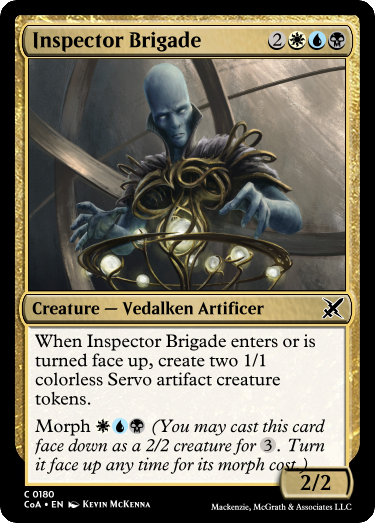 Inspector Brigade 2
Creature — Vedalken Artificer
When Inspector Brigade enters or is
turned face up, create two 1/1
colorless Servo artifact creature
tokens.
Morph (You may cast this card
face down as a 2/2 creature for 3. Turn
it face up any time for its morph cost.)
2/2
C 0180
CoA • EN Kevin McKenna
Mackenzie, McGrath & Associates LLC